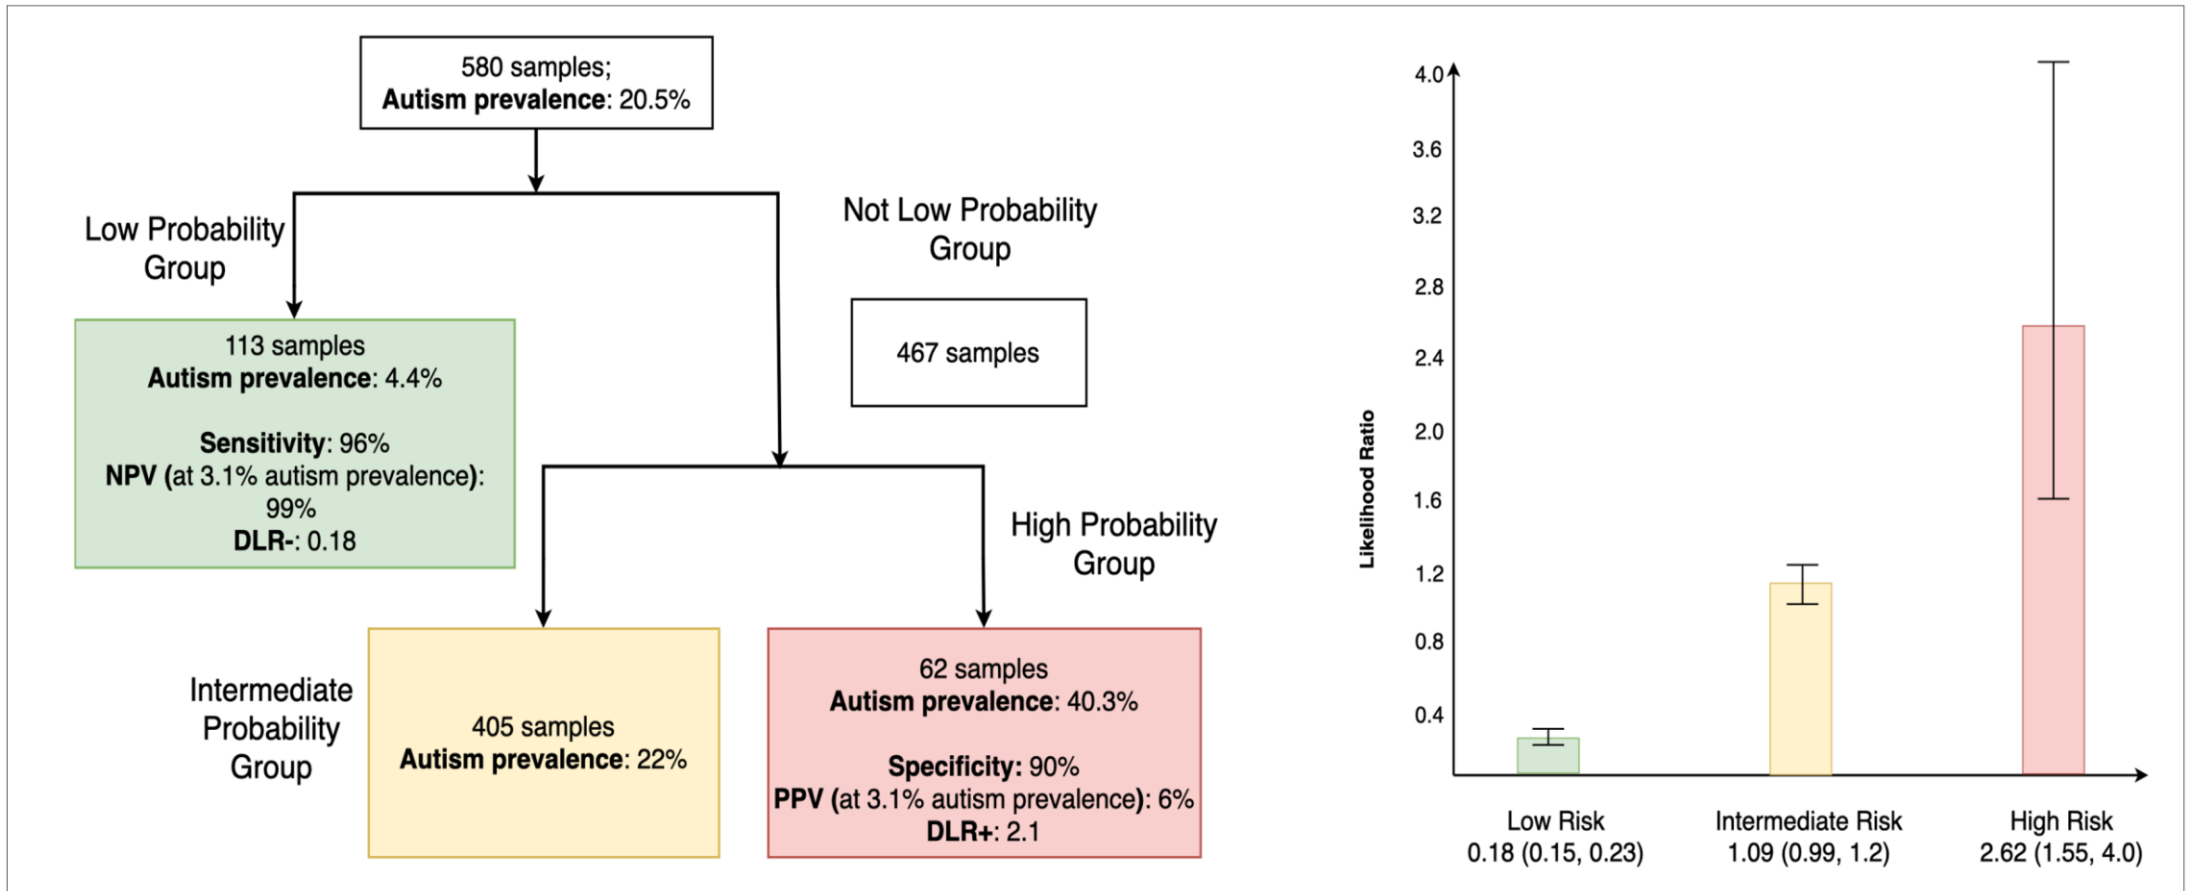 580 samples;
Autism prevalence: 20.5%
Low Probability
Group
Not Low Probability
Group
113 samples
Autism prevalence: 4.4%
Sensitivity: 96%
NPV (at 3.1% autism prevalence):
99%
DLR-: 0.18
467 samples
High Probability
Group
Intermediate
Probability
Group
405 samples
Autism prevalence: 22%
62 samples
Autism prevalence: 40.3%
Specificity: 90%
PPV (at 3.1% autism prevalence): 6%
DLR+: 2.1
Likelihood Ratio
4.0
3.6
3.2
2.8
2.4
2.0
1.6
1.2
0.8
0.4
Low Risk
0.18 (0.15, 0.23)
Intermediate Risk
1.09 (0.99, 1.2)
High Risk
2.62 (1.55, 4.0)